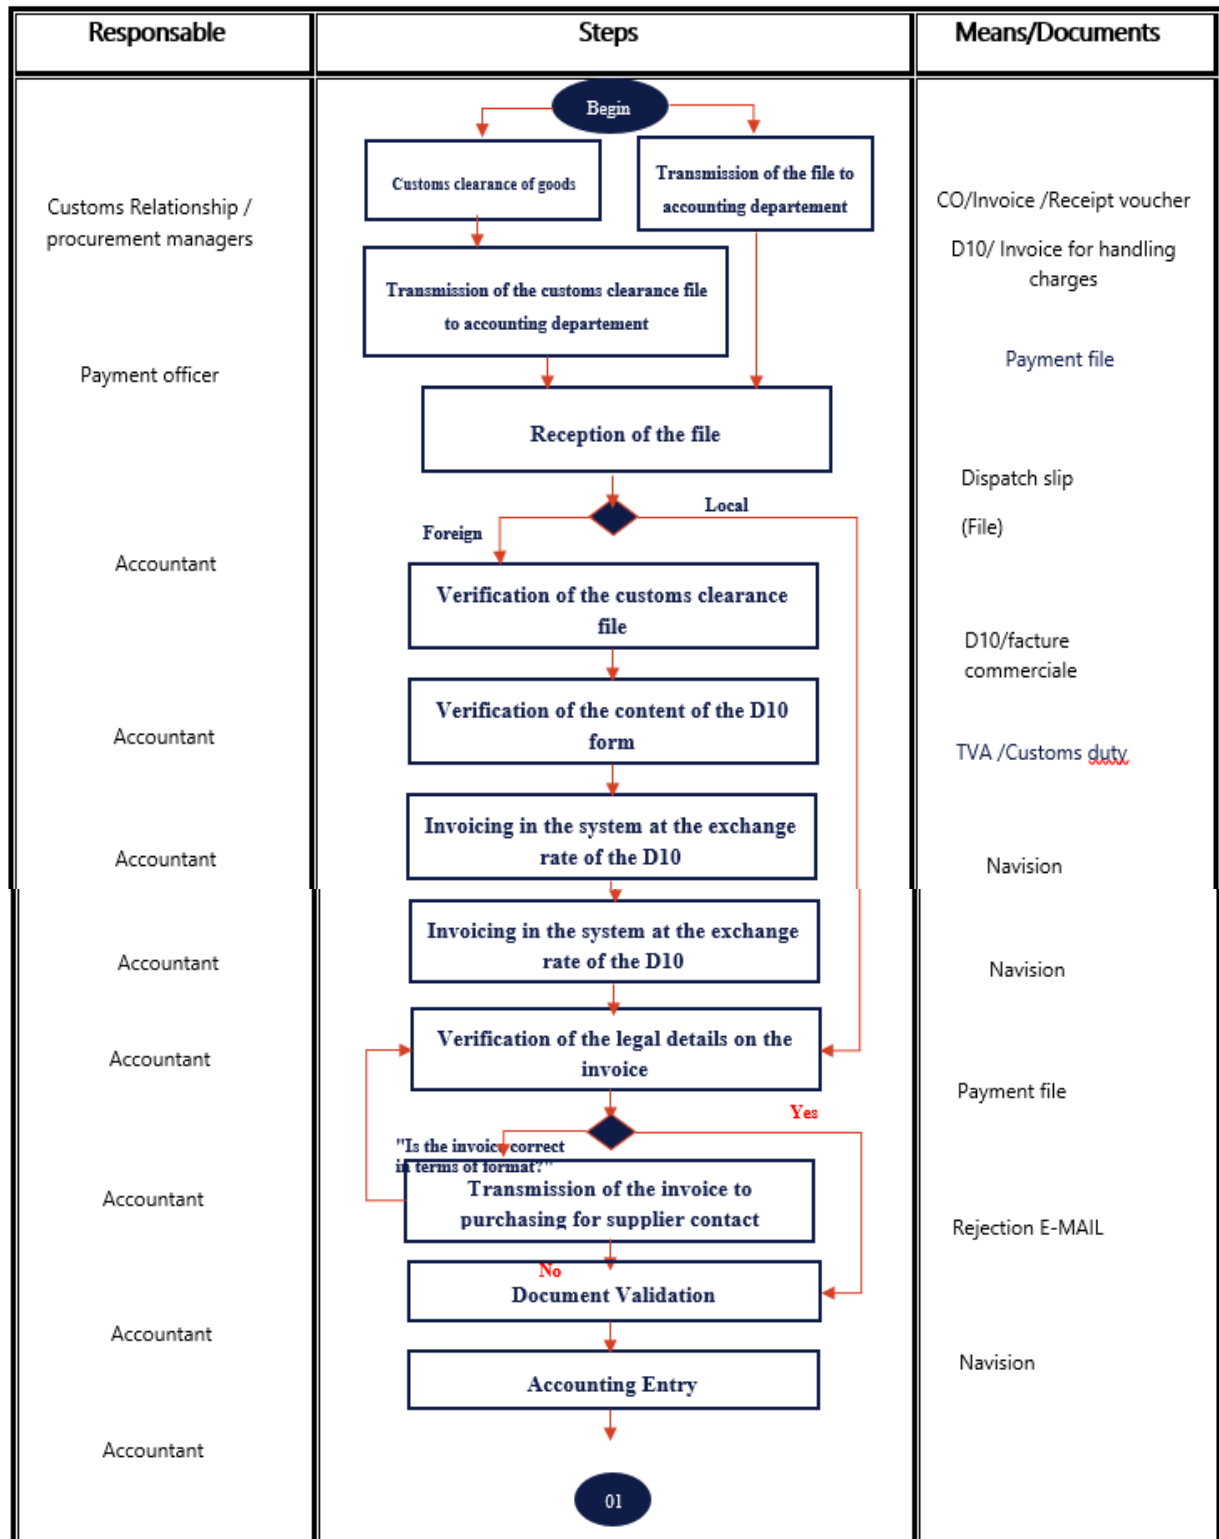 Responsable
Steps
Means/Documents
Begin
Customs clearance of goods
Transmission of the file to
accounting departement
Customs Relationship /
procurement managers
CO/Invoice /Receipt voucher
D10/ Invoice for handling
charges
Transmission of the customs clearance file
to accounting departement
Payment officer
Payment file
Reception of the file
Dispatch slip
(File)
Local
Foreign
Accountant
Verification of the customs clearance
file
D10/facture
commerciale
Accountant
Verification of the content of the D10
form
TVA /Customs duty
Accountant
Invoicing in the system at the exchange
rate of the D10
Navision
Accountant
Invoicing in the system at the exchange
rate of the D10
Navision
Accountant
Verification of the legal details on the
invoice
Payment file
Yes
"Is the invoice correct
in terms of format?"
Accountant
Transmission of the invoice to
purchasing for supplier contact
Rejection E-MAIL
No
Document Validation
Accountant
Navision
Accounting Entry
Accountant
01